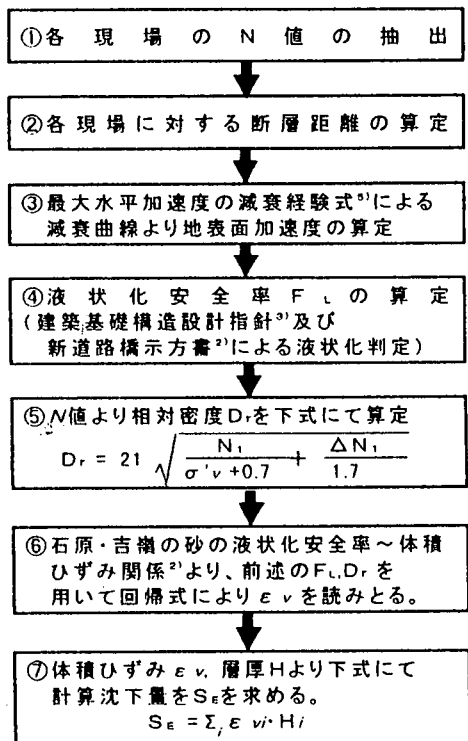 ①各現場のN値の抽出
②各現場に対する断層距離の算定
③最大水平加速度の減衰経験式⁵⁾による
減衰曲線より地表面加速度の算定
④液状化安全率FLの算定
(建築基礎構造設計指針³⁾及び
新道路橋示方書²⁾による液状化判定)
⑤N値より相対密度Drを下式にて算定
Dr = 21 √(N₁/(σ'v+0.7) + ΔN₁/1.7)
⑥石原・吉嶺の砂の液状化安全率~体積
ひずみ関係²⁾より、前述のFL,Drを
用いて回帰式によりεvを読みとる。
⑦体積ひずみεv,層厚Hより下式にて
計算沈下量をSEを求める。
SE = Σi εvi・Hi